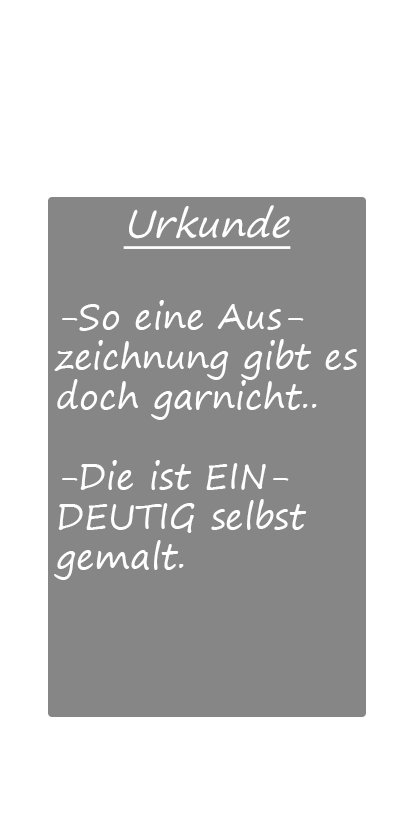 Urkunde
-So eine Aus-
zeichnung gibt es
doch garnicht..
-Die ist EIN-
DEUTIG selbst
gemalt.